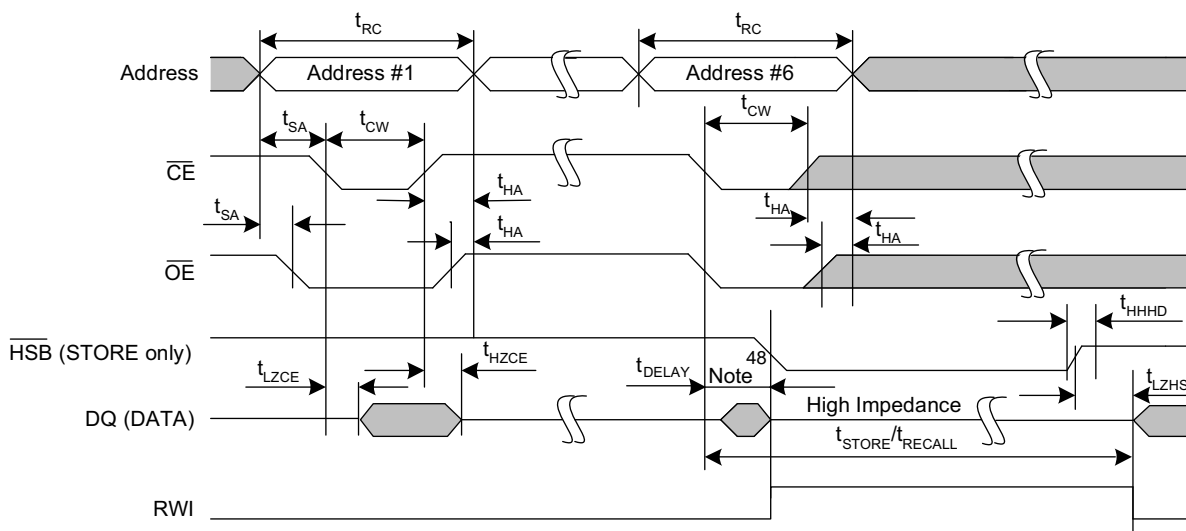 tRC tRC
Address Address #1 Address #6
tSA tCW tCW
CE
tHA tHA
tSA tHA tHA
OE
tHHHD
HSB (STORE only)
tHZCE 48
tLZCE tDELAY Note tLZHS
DQ (DATA) High Impedance
tSTORE/tRECALL
RWI